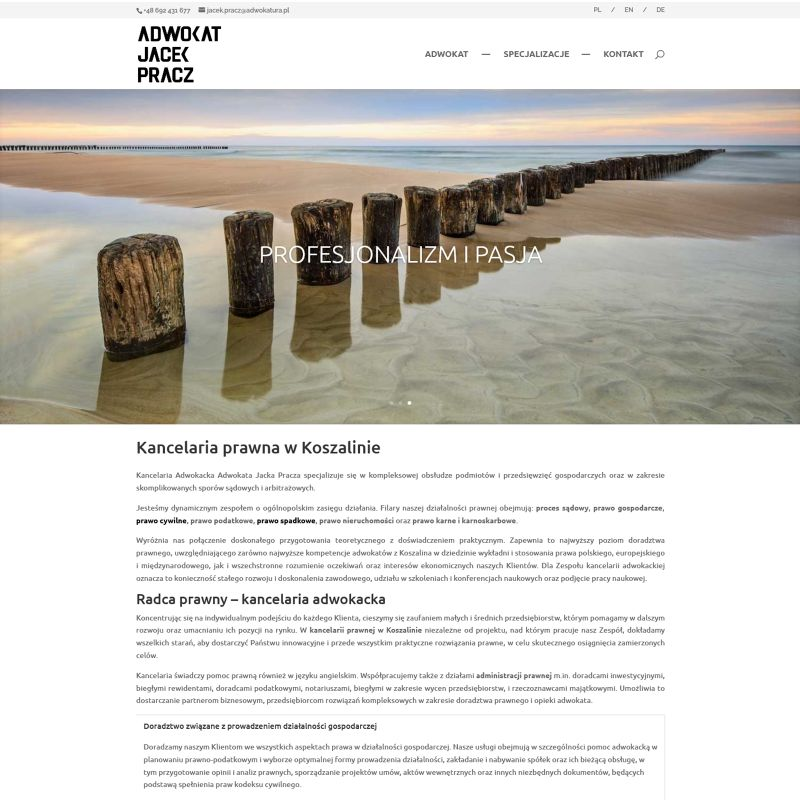 +48 692 431 677 jacek.pracz@adwokatura.pl PL / EN / DE
ADWOKAT
JACEK
PRACZ
ADWOKAT — SPECJALIZACJE — KONTAKT
PROFESJONALIZM I PASJA
Kancelaria prawna w Koszalinie
Kancelaria Adwokacka Adwokata Jacka Pracza specjalizuje się w kompleksowej obsłudze podmiotów i przedsięwzięć gospodarczych oraz w zakresie
skomplikowanych sporów sądowych i arbitrażowych.
Jesteśmy dynamicznym zespołem o ogólnopolskim zasięgu działania. Filary naszej działalności prawnej obejmują: proces sądowy, prawo gospodarcze,
prawo cywilne, prawo podatkowe, prawo spadkowe, prawo nieruchomości oraz prawo karne i karnoskarbowe.
Wyróżnia nas połączenie doskonałego przygotowania teoretycznego z doświadczeniem praktycznym. Zapewnia to najwyższy poziom doradztwa
prawnego, uwzględniającego zarówno najwyższe kompetencje adwokatów z Koszalina w dziedzinie wykładni i stosowania prawa polskiego, europejskiego
i międzynarodowego, jak i wszechstronne rozumienie oczekiwań oraz interesów ekonomicznych naszych Klientów. Dla Zespołu kancelarii adwokackiej
oznacza to konieczność stałego rozwoju i doskonalenia zawodowego, udziału w szkoleniach i konferencjach naukowych oraz podjęcie pracy naukowej.
Radca prawny – kancelaria adwokacka
Koncentrując się na indywidualnym podejściu do każdego Klienta, cieszymy się zaufaniem małych i średnich przedsiębiorstw, którym pomagamy w dalszym
rozwoju oraz umacnianiu ich pozycji na rynku. W kancelarii prawnej w Koszalinie niezależnie od projektu, nad którym pracuje nasz Zespół, dokładamy
wszelkich starań, aby dostarczyć Państwu innowacyjne i przede wszystkim praktyczne rozwiązania prawne, w celu skutecznego osiągnięcia zamierzonych
celów.
Kancelaria świadczy pomoc prawną również w języku angielskim. Współpracujemy także z działami administracji prawnej m.in. doradcami inwestycyjnymi,
biegłymi rewidentami, doradcami podatkowymi, notariuszami, biegłymi w zakresie wycen przedsiębiorstw, i rzeczoznawcami majątkowymi. Umożliwia to
dostarczanie partnerom biznesowym, przedsiębiorcom rozwiązań kompleksowych w zakresie doradztwa prawnego i opieki adwokata.
Doradztwo związane z prowadzeniem działalności gospodarczej
Doradzamy naszym Klientom we wszystkich aspektach prawa w działalności gospodarczej. Nasze usługi obejmują w szczególności pomoc adwokacką w
planowaniu prawno-podatkowym i wyborze optymalnej formy prowadzenia działalności, zakładanie i nabywanie spółek oraz ich bieżącą obsługę, w
tym przygotowanie opinii i analiz prawnych, sporządzanie projektów umów, aktów wewnętrznych oraz innych niezbędnych dokumentów, będących
podstawą spełnienia praw kodeksu cywilnego.